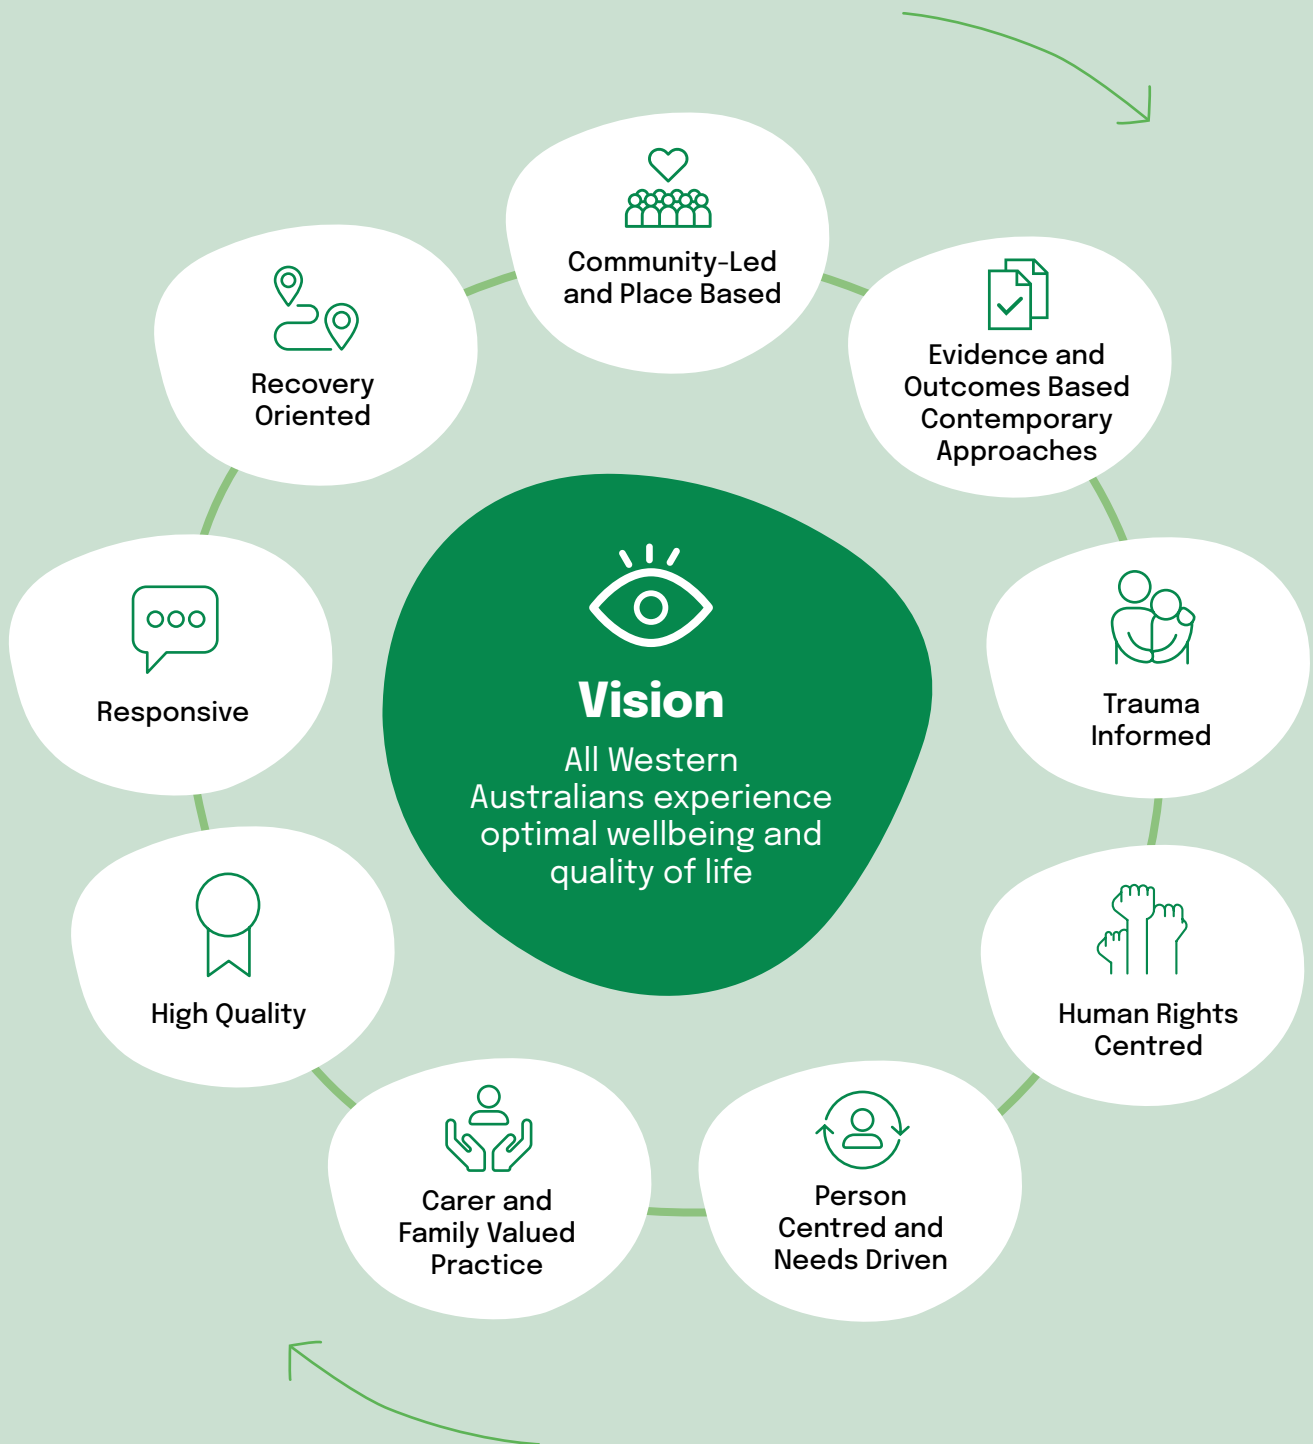 Community-Led
and Place Based
Evidence and
Outcomes Based
Contemporary
Approaches
Trauma
Informed
Human Rights
Centred
Person
Centred and
Needs Driven
Carer and
Family Valued
Practice
High Quality
Responsive
Recovery
Oriented
Vision
All Western
Australians experience
optimal wellbeing and
quality of life